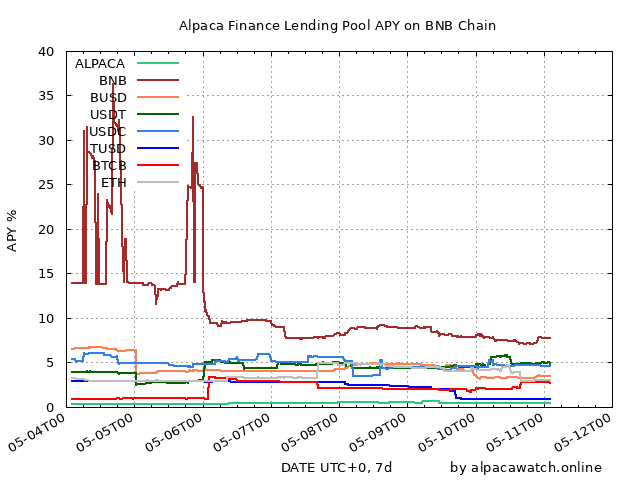 Alpaca Finance Lending Pool APY on BNB Chain
40
35
30
25
20
15
10
5
0
APY %
ALPACA
BNB
BUSD
USDT
USDC
TUSD
BTCB
ETH
05-04T00
05-05T00
05-06T00
05-07T00
05-08T00
05-09T00
05-10T00
05-11T00
05-12T00
DATE UTC+0, 7d
by alpacawatch.online